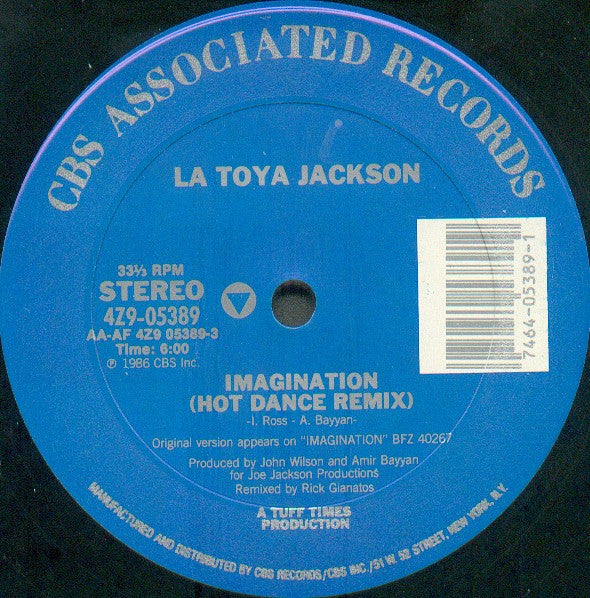 CBS ASSOCIATED RECORDS
LA TOYA JACKSON
33⅓ RPM
STEREO
4Z9-05389
AA-AF 4Z9 05389-3
Time: 6:00
℗ 1986 CBS Inc
7464-05389-1
IMAGINATION
(HOT DANCE REMIX)
-I. Ross - A. Bayyan-
Original version appears on "IMAGINATION" BFZ 40267
Produced by John Wilson and Amir Bayyan
for Joe Jackson Productions
Remixed by Rick Gianatos
A TUFF TIMES
PRODUCTION
MANUFACTURED AND DISTRIBUTED BY CBS RECORDS/CBS INC./51 W. 52 STREET, NEW YORK, N.Y.